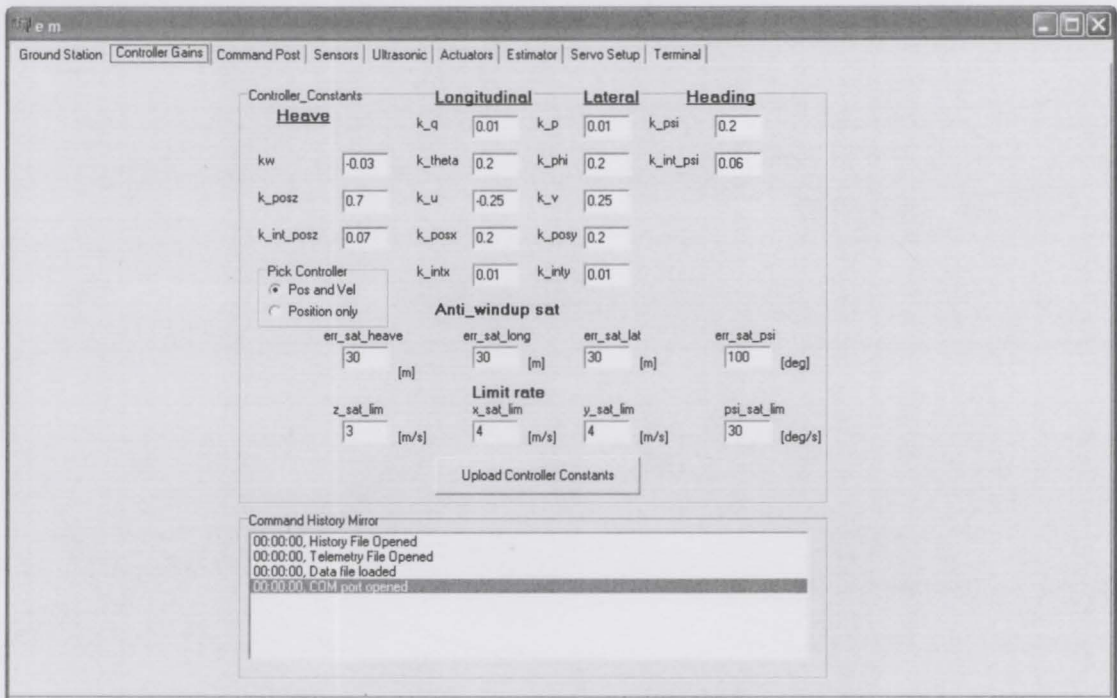 Ground Station Controller Gains Command Post Sensors Ultrasonic Actuators Estimator Servo Setup Terminal
Controller_Constants
Heave Longitudinal Lateral Heading
k_q 0.01 k_p 0.01 k_psi 0.2
kw -0.03 k_theta 0.2 k_phi 0.2 k_int_psi 0.06
k_posz 0.7 k_u -0.25 k_v 0.25
k_int_posz 0.07 k_posx 0.2 k_posy 0.2
k_intx 0.01 k_inty 0.01
Pick Controller
Pos and Vel
Position only
Anti_windup sat
err_sat_heave err_sat_long err_sat_lat err_sat_psi
30 [m] 30 [m] 30 [m] 100 [deg]
Limit rate
z_sat_lim x_sat_lim y_sat_lim psi_sat_lim
3 [m/s] 4 [m/s] 4 [m/s] 30 [deg/s]
Upload Controller Constants
Command History Mirror
00:00:00, History File Opened
00:00:00, Telemetry File Opened
00:00:00, Data file loaded
00:00:00, COM port opened